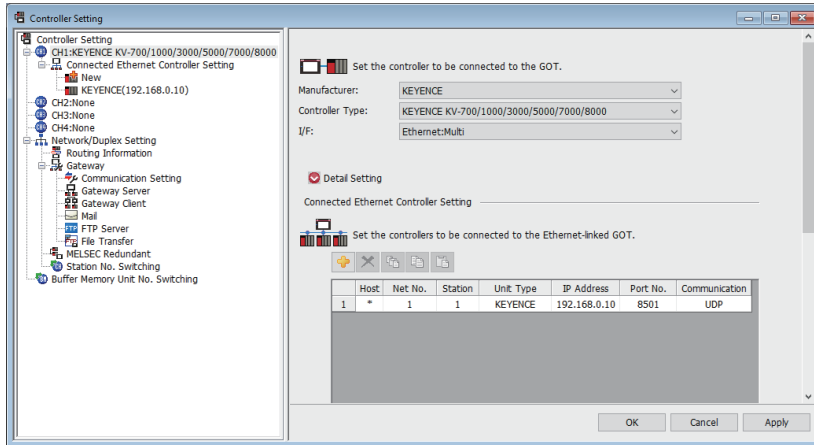 Controller Setting
Controller Setting
CH1:KEYENCE KV-700/1000/3000/5000/7000/8000
Connected Ethernet Controller Setting
New
KEYENCE(192.168.0.10)
CH2:None
CH3:None
CH4:None
Network/Duplex Setting
Routing Information
Gateway
Communication Setting
Gateway Server
Gateway Client
Mail
FTP Server
File Transfer
MELSEC Redundant
Station No. Switching
Buffer Memory Unit No. Switching
Set the controller to be connected to the GOT.
Manufacturer: KEYENCE
Controller Type: KEYENCE KV-700/1000/3000/5000/7000/8000
I/F: Ethernet:Multi
Detail Setting
Connected Ethernet Controller Setting
Set the controllers to be connected to the Ethernet-linked GOT.
Host Net No. Station Unit Type IP Address Port No. Communication
1 * 1 1 KEYENCE 192.168.0.10 8501 UDP
OK Cancel Apply